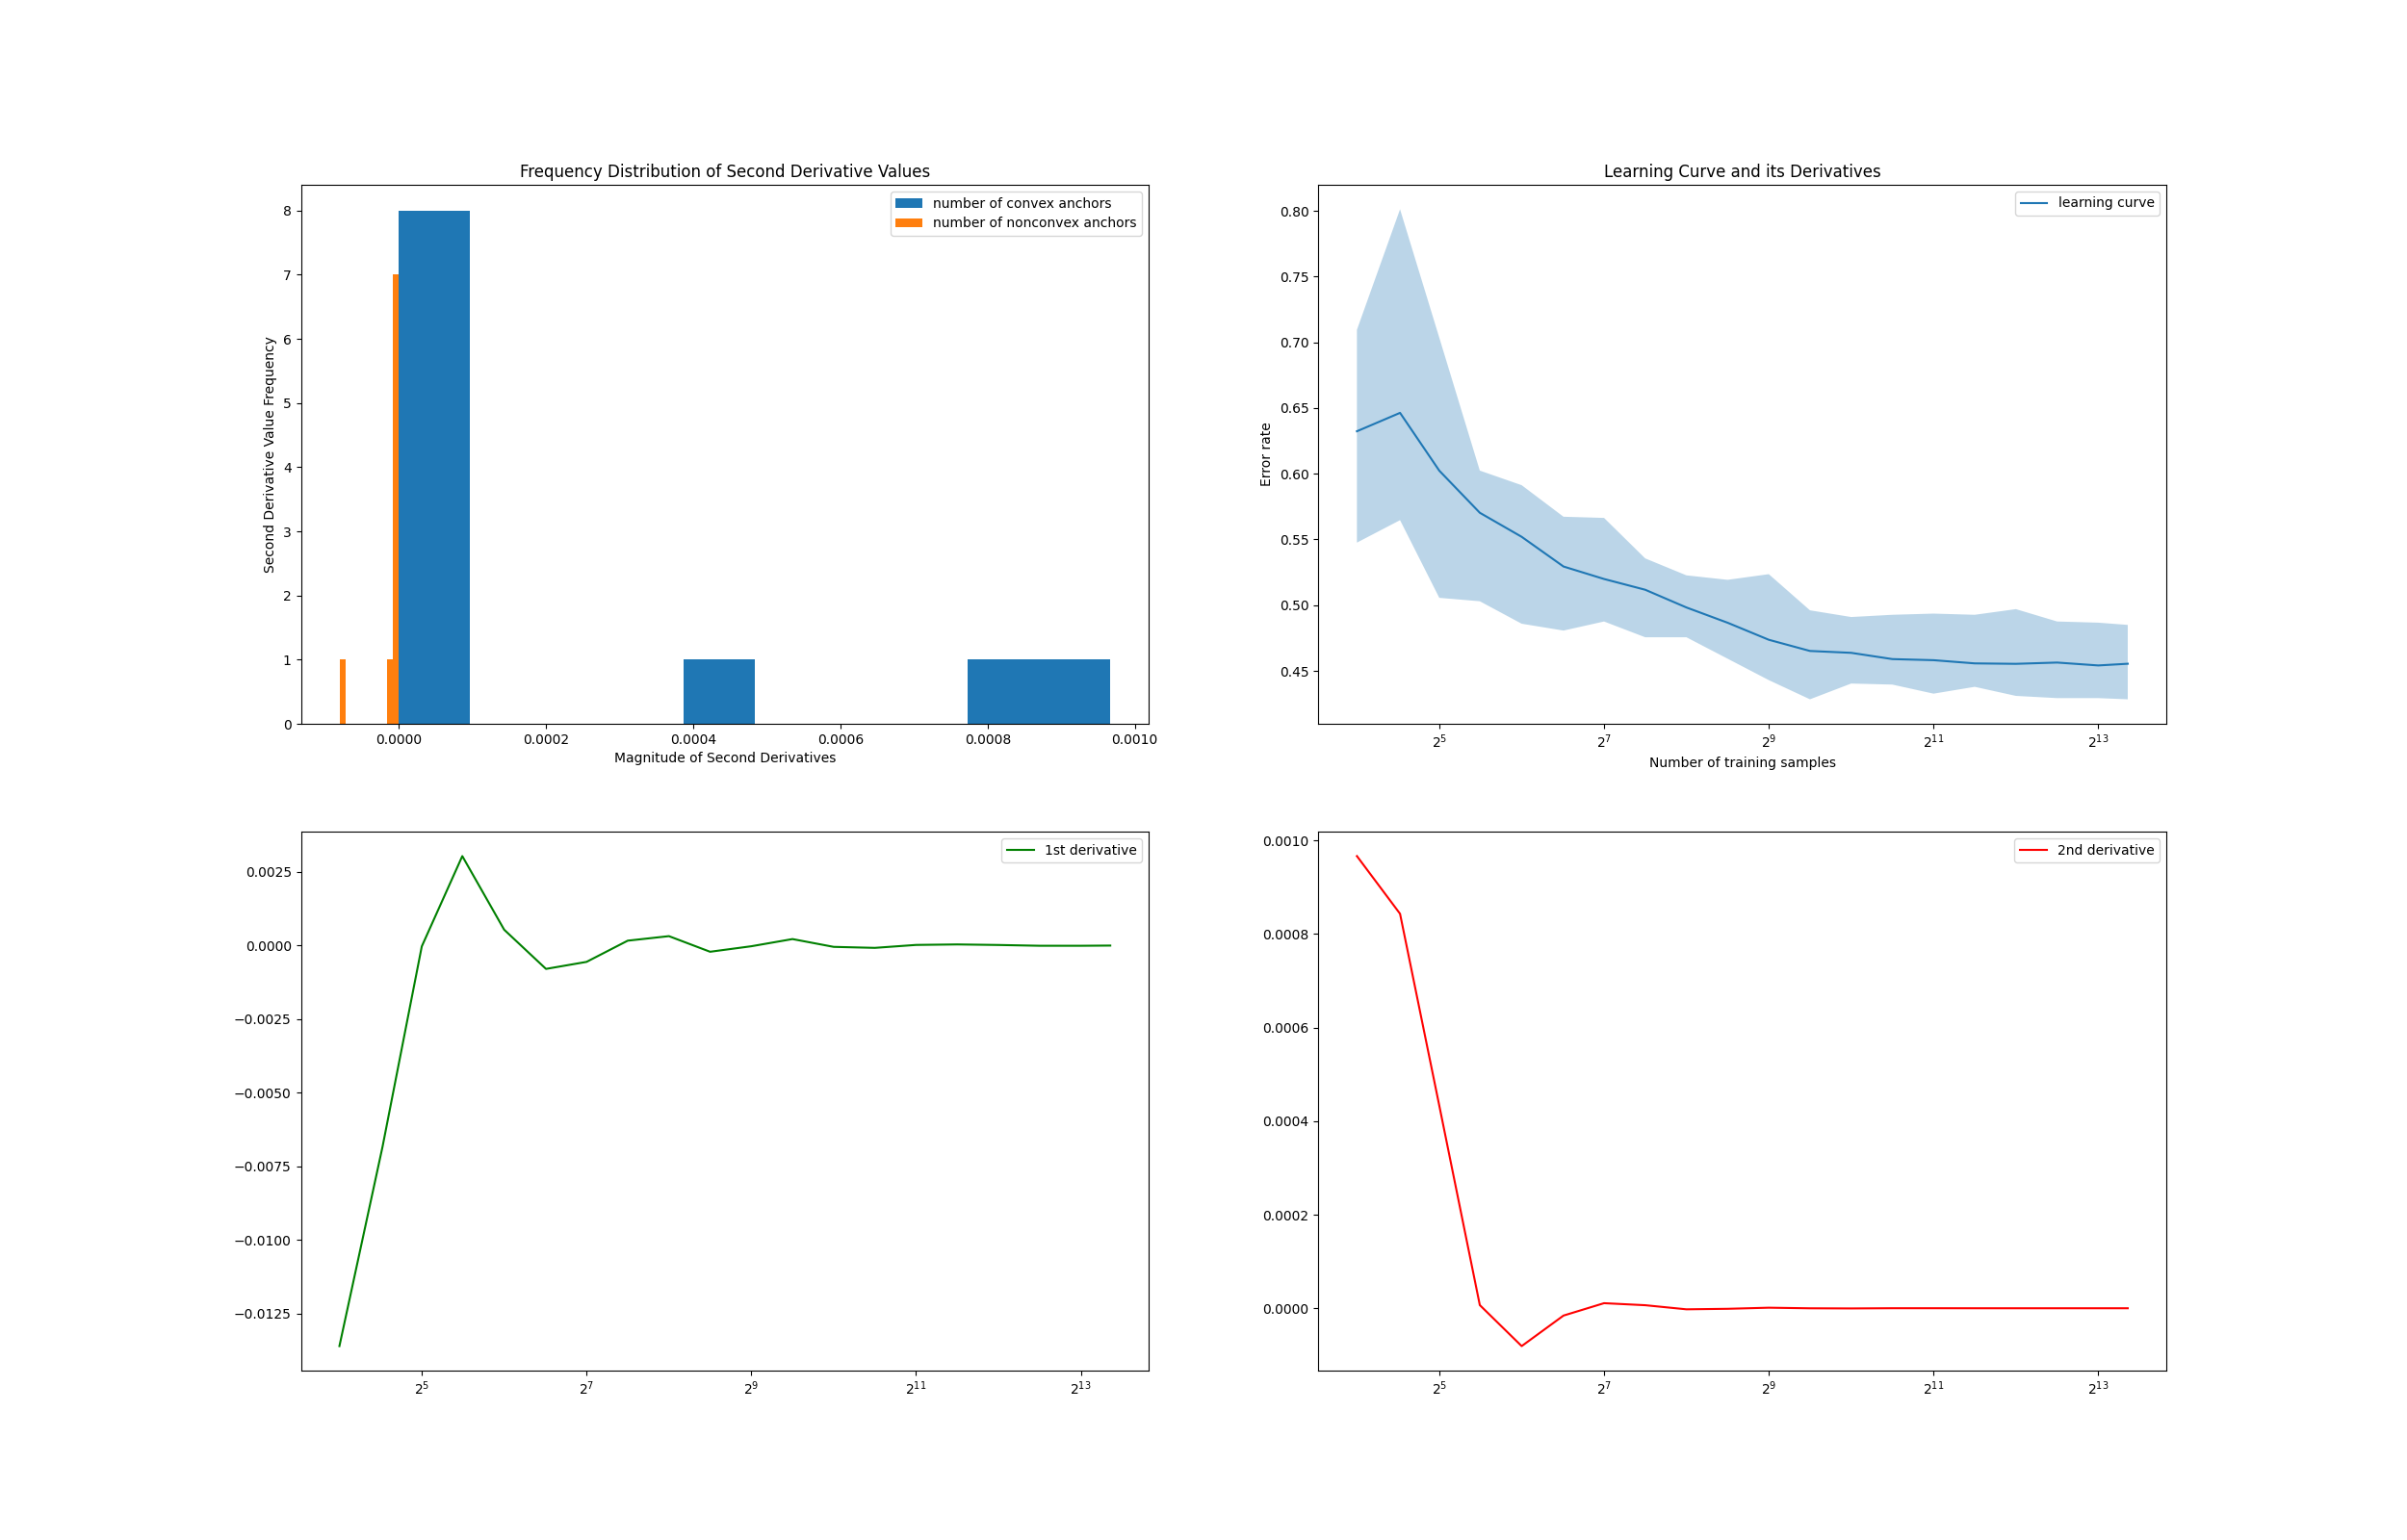 Frequency Distribution of Second Derivative Values
number of convex anchors
number of nonconvex anchors
Second Derivative Value Frequency
8
7
6
5
4
3
2
1
0
0.0000 0.0002 0.0004 0.0006 0.0008 0.0010
Magnitude of Second Derivatives
Learning Curve and its Derivatives
learning curve
Error rate
0.80
0.75
0.70
0.65
0.60
0.55
0.50
0.45
2^5 2^7 2^9 2^11 2^13
Number of training samples
1st derivative
0.0025
0.0000
−0.0025
−0.0050
−0.0075
−0.0100
−0.0125
2^5 2^7 2^9 2^11 2^13
2nd derivative
0.0010
0.0008
0.0006
0.0004
0.0002
0.0000
2^5 2^7 2^9 2^11 2^13